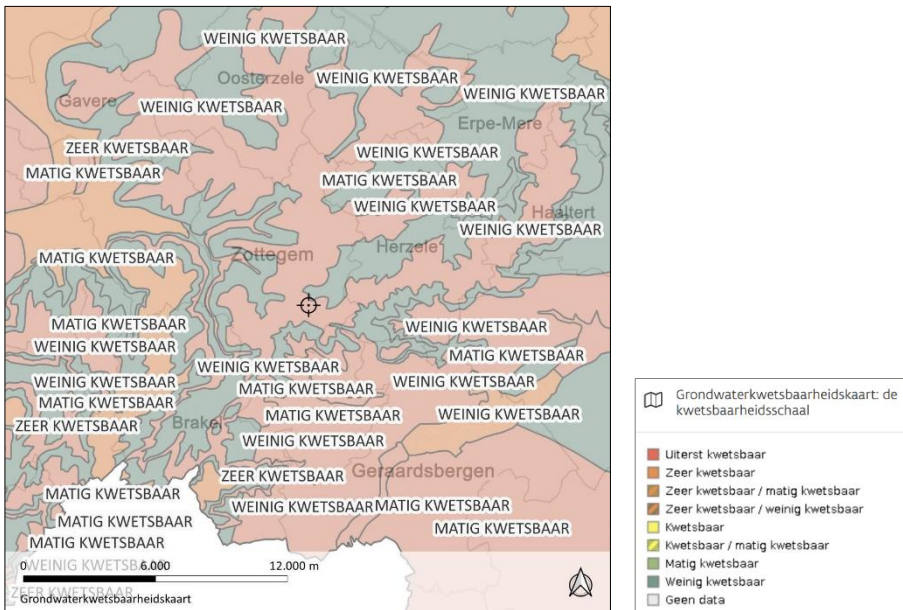 WEINIG KWETSBAAR
Oosterzele
WEINIG KWETSBAAR
WEINIG KWETSBAAR
Gavere
WEINIG KWETSBAAR
Erpe-Mere
ZEER KWETSBAAR
WEINIG KWETSBAAR
MATIG KWETSBAAR
MATIG KWETSBAAR
WEINIG KWETSBAAR
Haaltert
WEINIG KWETSBAAR
Herzele
Zottegem
MATIG KWETSBAAR
MATIG KWETSBAAR
WEINIG KWETSBAAR
WEINIG KWETSBAAR
MATIG KWETSBAAR
WEINIG KWETSBAAR
WEINIG KWETSBAAR
WEINIG KWETSBAAR
MATIG KWETSBAAR
MATIG KWETSBAAR
MATIG KWETSBAAR
WEINIG KWETSBAAR
Brakel
ZEER KWETSBAAR
WEINIG KWETSBAAR
Geraardsbergen
ZEER KWETSBAAR
MATIG KWETSBAAR
WEINIG KWETSBAAR
MATIG KWETSBAAR
MATIG KWETSBAAR
MATIG KWETSBAAR
MATIG KWETSBAAR
WEINIG KWETSBAAR
0 6.000 12.000 m
ZEER KWETSBAAR
Grondwaterkwetsbaarheidskaart
Grondwaterkwetsbaarheidskaart: de
kwetsbaarheidsschaal
Uiterst kwetsbaar
Zeer kwetsbaar
Zeer kwetsbaar / matig kwetsbaar
Zeer kwetsbaar / weinig kwetsbaar
Kwetsbaar
Kwetsbaar / matig kwetsbaar
Matig kwetsbaar
Weinig kwetsbaar
Geen data